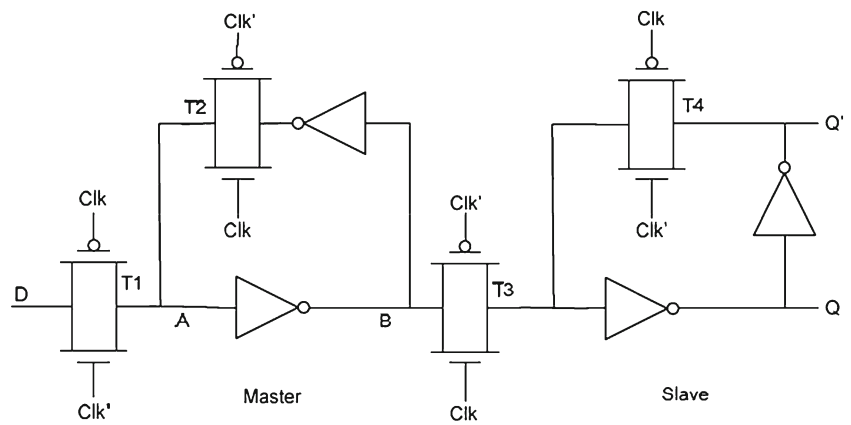 Clk'
Clk
T2
T4
Q'
Clk
Clk'
Clk
Clk'
D
T1
T3
A
B
Q
Clk'
Master
Clk
Slave